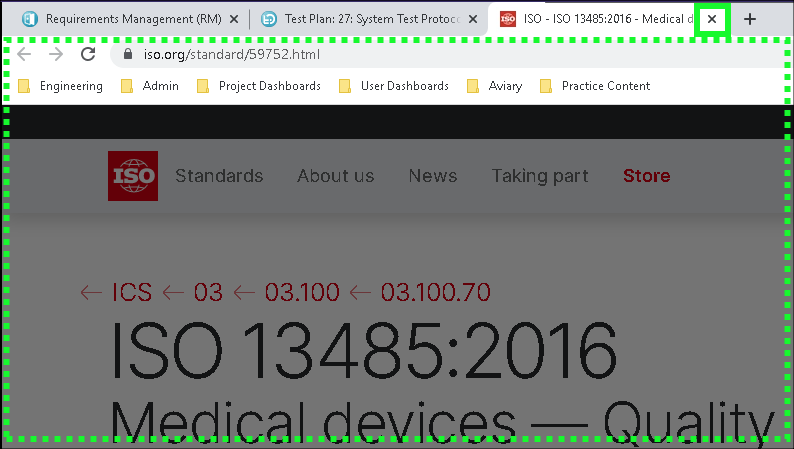 Requirements Management (RM)
Test Plan: 27: System Test Protoco
ISO - ISO 13485:2016 - Medical d
iso.org/standard/59752.html
Engineering Admin Project Dashboards User Dashboards Aviary Practice Content
ISO Standards About us News Taking part Store
← ICS ← 03 ← 03.100 ← 03.100.70
ISO 13485:2016
Medical devices — Quality